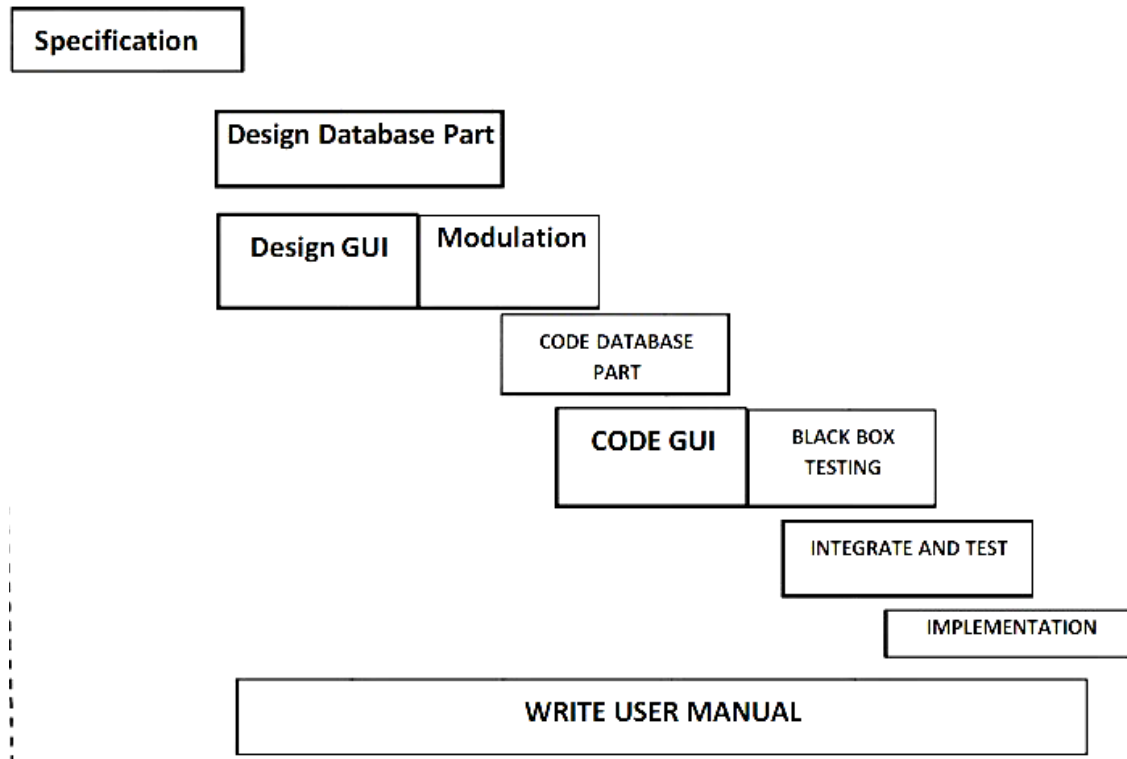 Specification
Design Database Part
Design GUI
Modulation
CODE DATABASE
PART
CODE GUI
BLACK BOX
TESTING
INTEGRATE AND TEST
IMPLEMENTATION
WRITE USER MANUAL